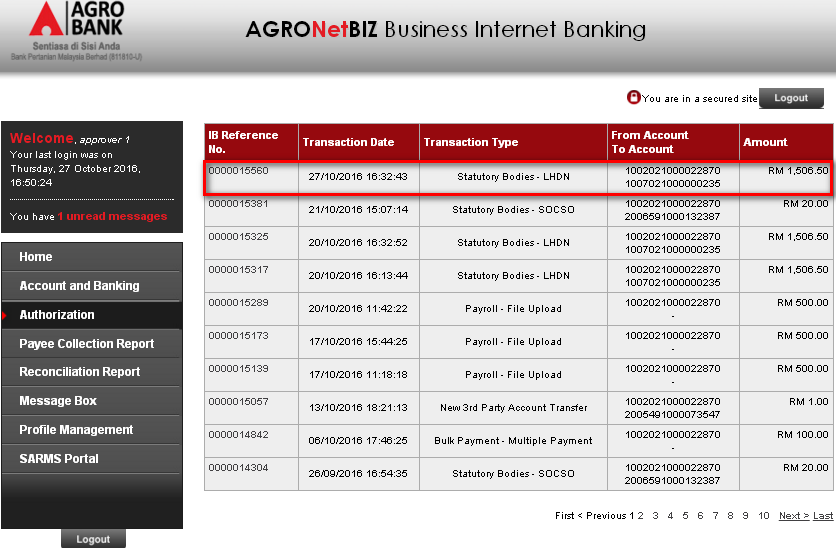 AGRO
BANK
Sentiasa di Sisi Anda
Bank Pertanian Malaysia Berhad (811810-U)
AGRONetBIZ Business Internet Banking
You are in a secured site
Logout
Welcome, approver 1
Your last login was on
Thursday, 27 October 2016,
16:50:24
You have 1 unread messages
Home
Account and Banking
Authorization
Payee Collection Report
Reconciliation Report
Message Box
Profile Management
SARMS Portal
Logout
IB Reference No. Transaction Date Transaction Type From Account To Account Amount
0000015560 27/10/2016 16:32:43 Statutory Bodies - LHDN 1002021000022870 RM 1,506.50
1007021000000235
0000015381 21/10/2016 15:07:14 Statutory Bodies - SOCSO 1002021000022870 RM 20.00
2006591000132387
0000015325 20/10/2016 16:32:52 Statutory Bodies - LHDN 1002021000022870 RM 1,506.50
1007021000000235
0000015317 20/10/2016 16:13:44 Statutory Bodies - LHDN 1002021000022870 RM 1,506.50
1007021000000235
0000015289 20/10/2016 11:42:22 Payroll - File Upload 1002021000022870 RM 500.00
-
0000015173 17/10/2016 15:44:25 Payroll - File Upload 1002021000022870 RM 500.00
-
0000015139 17/10/2016 11:18:18 Payroll - File Upload 1002021000022870 RM 500.00
-
0000015057 13/10/2016 18:21:13 New 3rd Party Account Transfer 1002021000022870 RM 1.00
2005491000073547
0000014842 06/10/2016 17:46:25 Bulk Payment - Multiple Payment 1002021000022870 RM 100.00
-
0000014304 26/09/2016 16:54:35 Statutory Bodies - SOCSO 1002021000022870 RM 20.00
2006591000132387
First < Previous 1 2 3 4 5 6 7 8 9 10 Next > Last